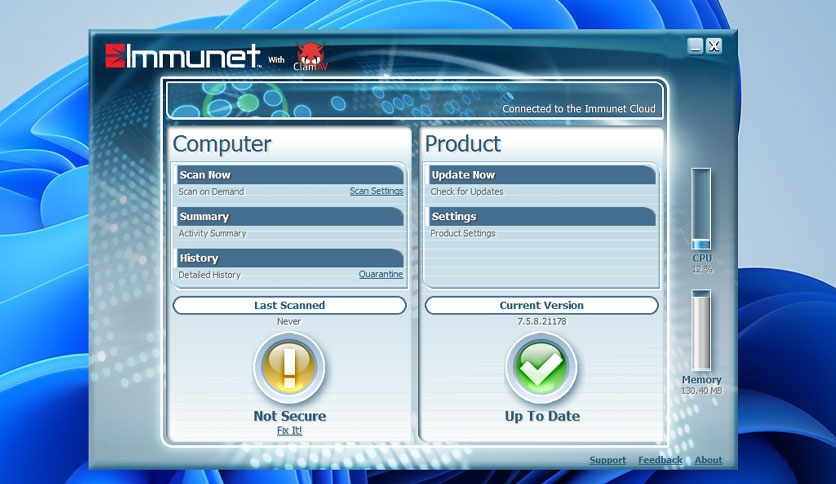 Immunet™ With ClamAV
Connected to the Immunet Cloud
Computer
Scan Now
Scan on Demand Scan Settings
Summary
Activity Summary
History
Detailed History Quarantine
Last Scanned
Never
Not Secure
Fix It!
Product
Update Now
Check for Updates
Settings
Product Settings
Current Version
7.5.8.21178
Up To Date
CPU
12 %
Memory
130.40 MB
Support Feedback About